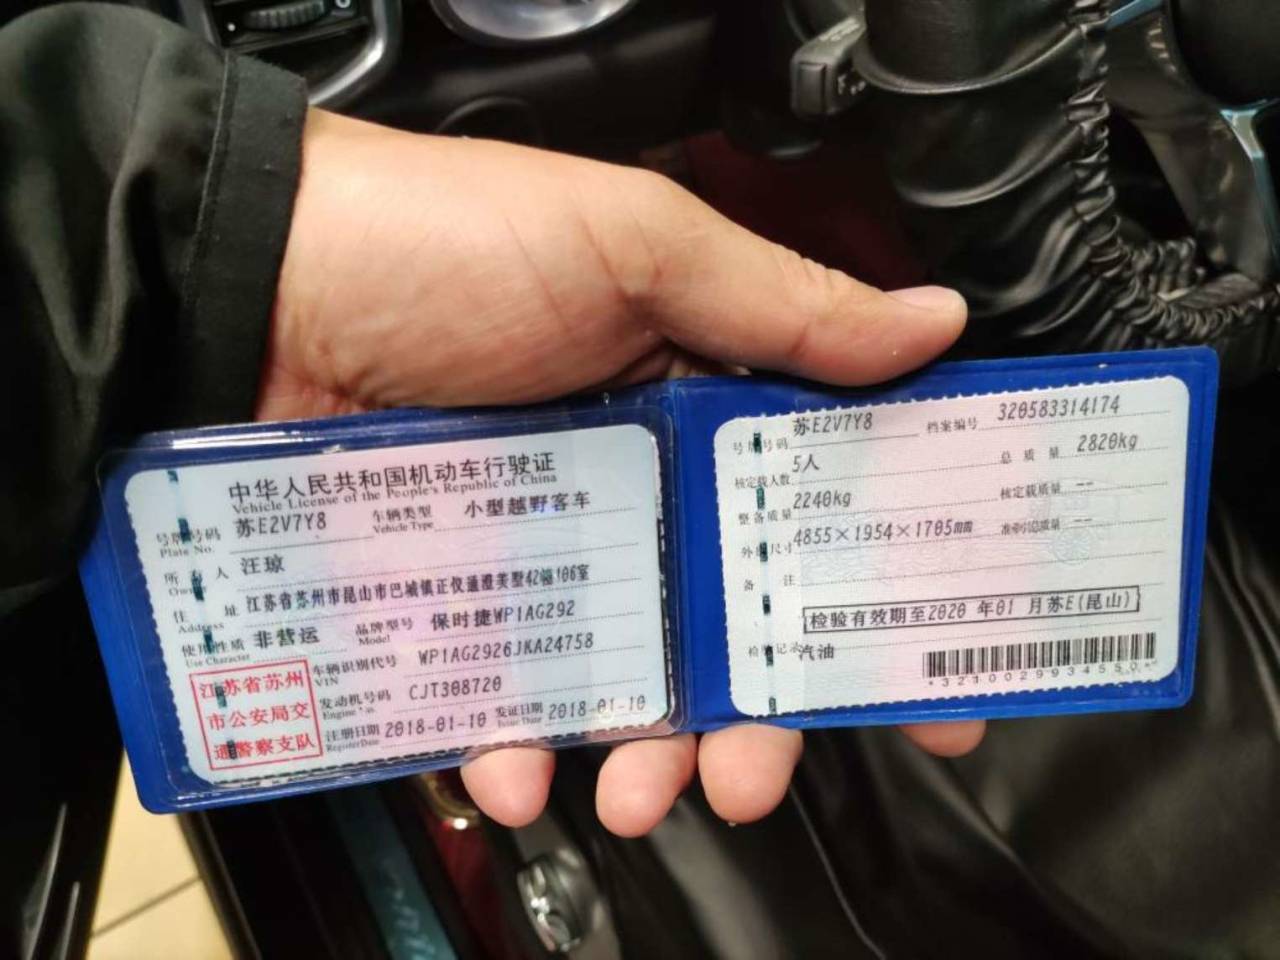 中华人民共和国机动车行驶证
Vehicle License of the People's Republic of China
号牌号码 苏E2V7Y8 车辆类型 小型越野客车
Plate No. Vehicle Type
所有人 汪琼
Owner
住址 江苏省苏州市昆山市巴城镇正仪通澄美墅42幢106室
Address
使用性质 非营运 品牌型号 保时捷WP1AG292
Use Character Model
江苏省苏州
市公安局交
通警察支队
车辆识别代号 WP1AG2926JKA24758
VIN
发动机号码 CJT308720
Engine No.
注册日期 2018-01-10 发证日期 2018-01-10
Register Date Issue Date
号牌号码 苏E2V7Y8 档案编号 320583314174
核定载人数 5人 总质量 2820kg
整备质量 2240kg 核定载质量 --
外廓尺寸 4855×1954×1705mm 准牵引总质量 --
备注
检验有效期至2020年01月苏E(昆山)
检验记录 汽油
*3210029934550*